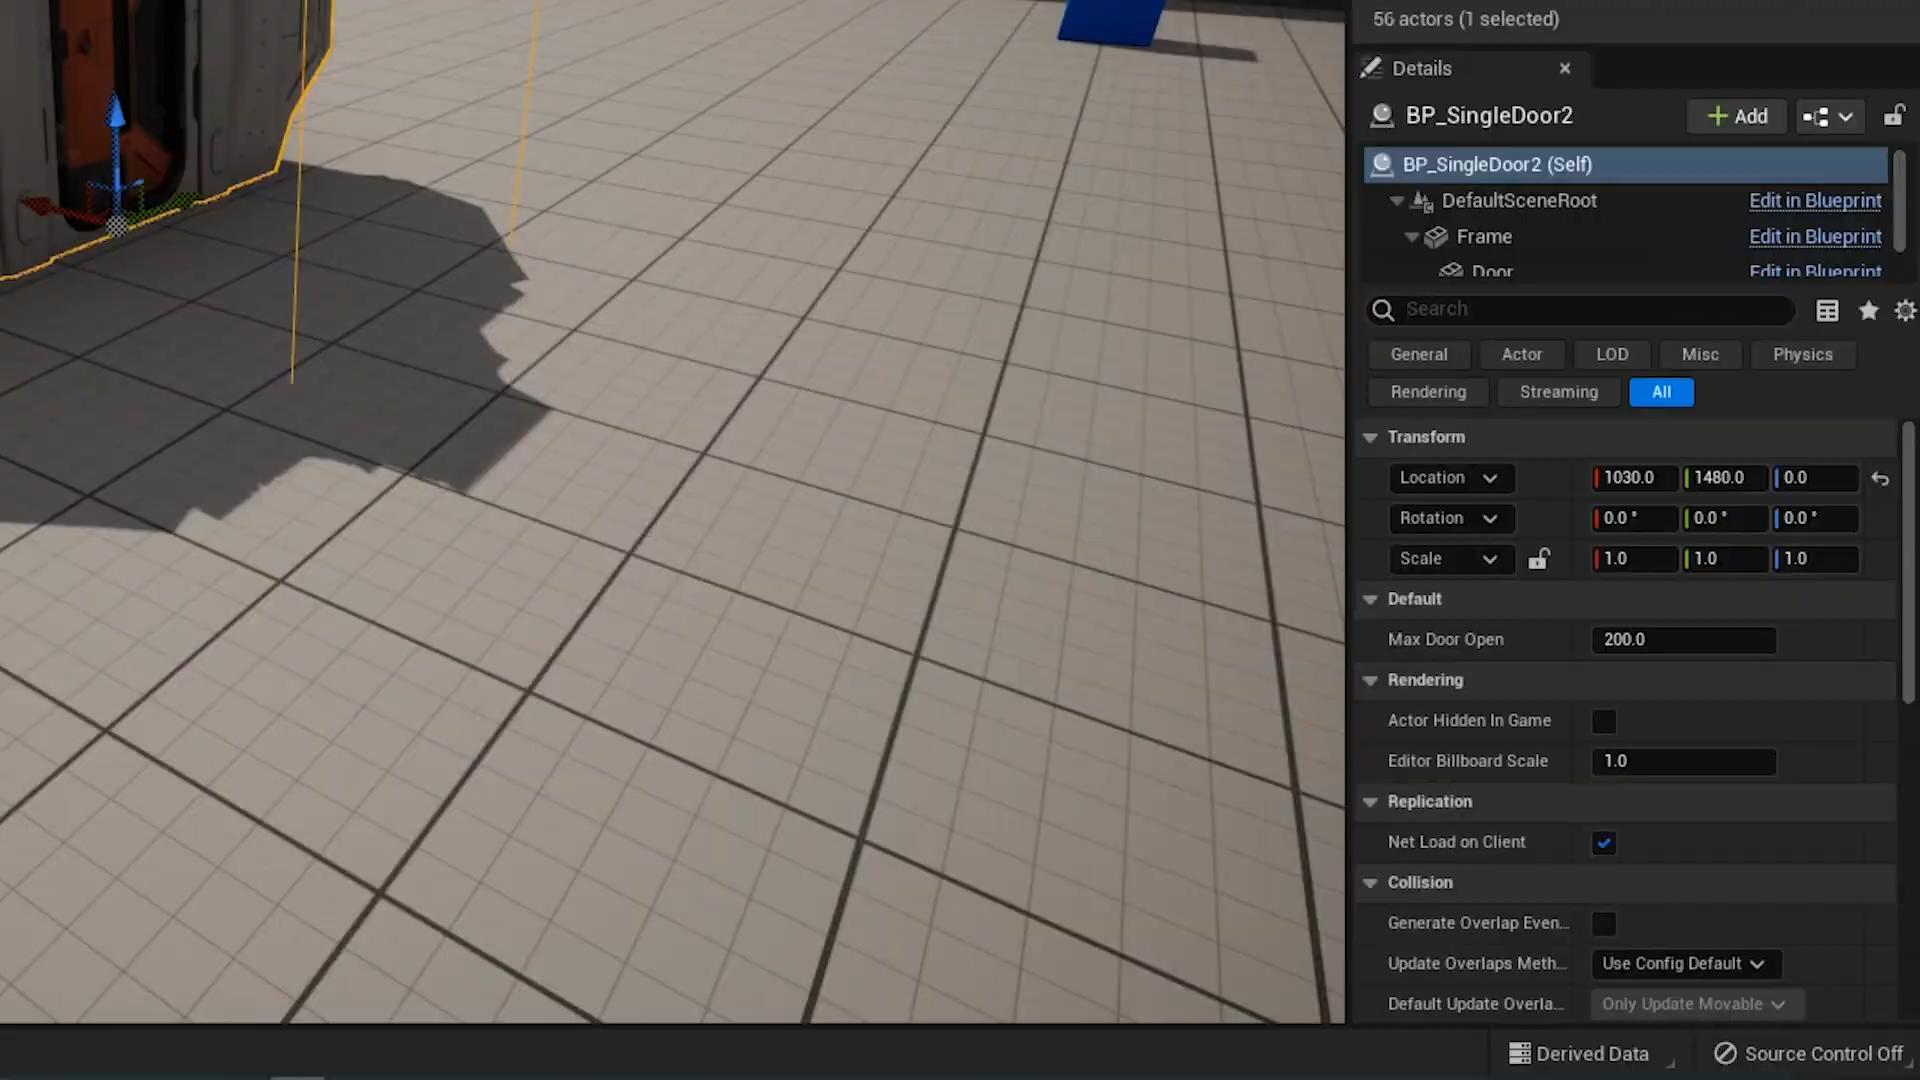 56 actors (1 selected)
Details
BP_SingleDoor2
Add
BP_SingleDoor2 (Self)
DefaultSceneRoot Edit in Blueprint
Frame Edit in Blueprint
Door Edit in Blueprint
Search
General Actor LOD Misc Physics
Rendering Streaming All
Transform
Location 1030.0 1480.0 0.0
Rotation 0.0° 0.0° 0.0°
Scale 1.0 1.0 1.0
Default
Max Door Open 200.0
Rendering
Actor Hidden In Game
Editor Billboard Scale 1.0
Replication
Net Load on Client
Collision
Generate Overlap Even...
Update Overlaps Meth... Use Config Default
Default Update Overla... Only Update Movable
Derived Data Source Control Off